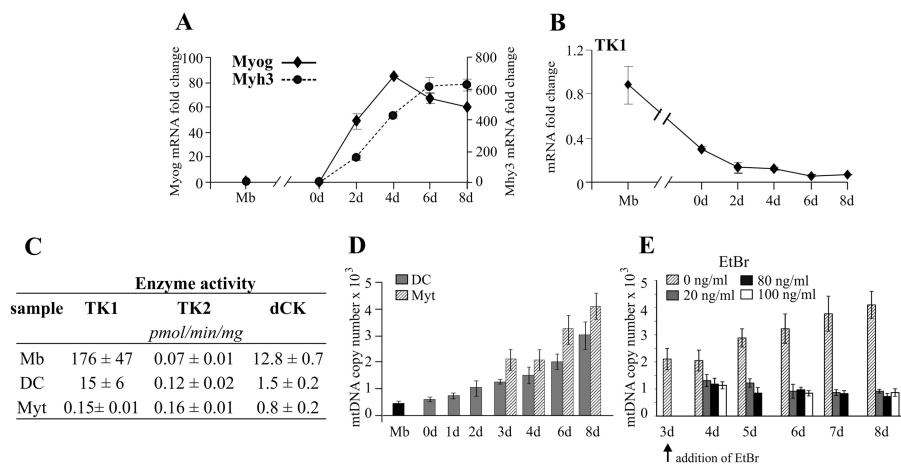 A
Myog
Myh3
Myog mRNA fold change
100
80
60
40
20
0
Mhy3 mRNA fold change
800
600
400
200
0
Mb 0d 2d 4d 6d 8d
B
TK1
mRNA fold change
1.2
0.8
0.4
0
Mb 0d 2d 4d 6d 8d
C
Enzyme activity
sample TK1 TK2 dCK
pmol/min/mg
Mb 176 ± 47 0.07 ± 0.01 12.8 ± 0.7
DC 15 ± 6 0.12 ± 0.02 1.5 ± 0.2
Myt 0.15± 0.01 0.16 ± 0.01 0.8 ± 0.2
D
DC
Myt
mtDNA copy number x 10³
5
4
3
2
1
0
Mb 0d 1d 2d 3d 4d 6d 8d
E
EtBr
0 ng/ml 80 ng/ml
20 ng/ml 100 ng/ml
mtDNA copy number x 10³
5
4
3
2
1
0
3d 4d 5d 6d 7d 8d
addition of EtBr